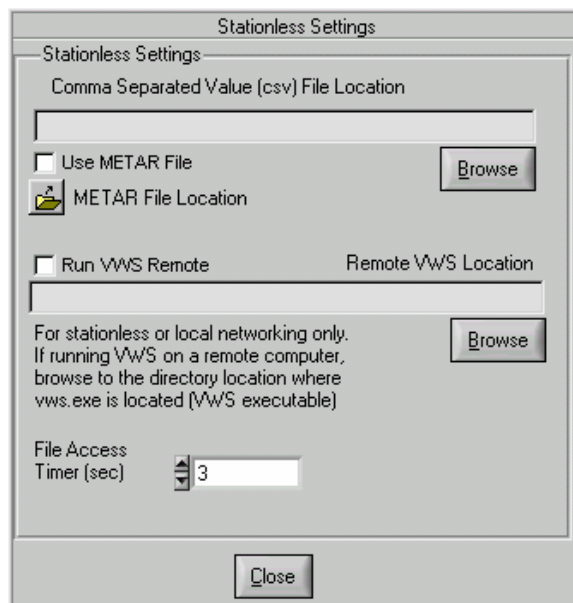 Stationless Settings
Stationless Settings
Comma Separated Value (csv) File Location
Use METAR File
Browse
METAR File Location
Run VWS Remote
Remote VWS Location
For stationless or local networking only.
If running VWS on a remote computer,
browse to the directory location where
vws.exe is located (VWS executable)
Browse
File Access
Timer (sec)
3
Close